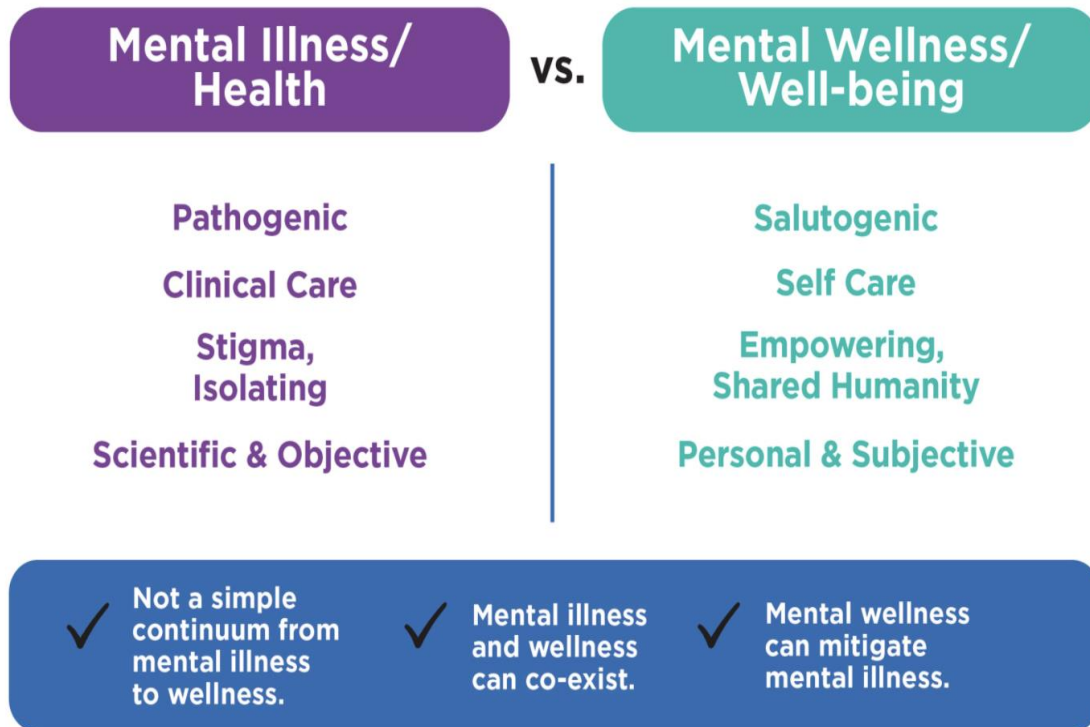 Mental Illness/
Health
vs.
Mental Wellness/
Well-being
Pathogenic
Clinical Care
Stigma,
Isolating
Scientific & Objective
Salutogenic
Self Care
Empowering,
Shared Humanity
Personal & Subjective
Not a simple
continuum from
mental illness
to wellness.
Mental illness
and wellness
can co-exist.
Mental wellness
can mitigate
mental illness.